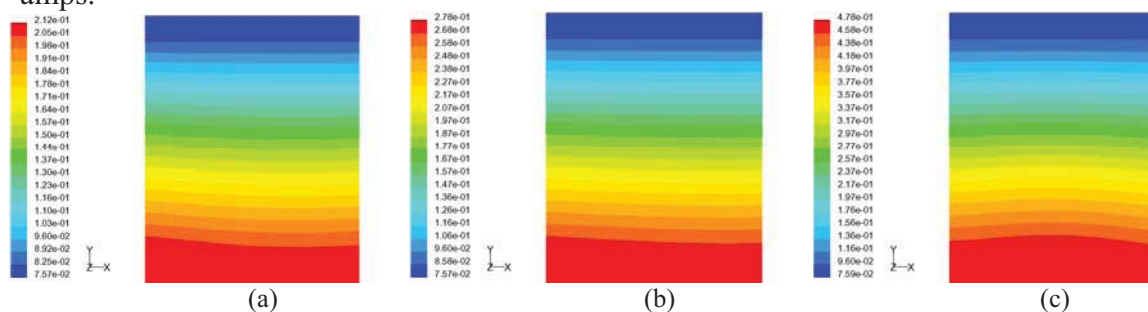 amps.
2.12e-01
2.05e-01
1.98e-01
1.91e-01
1.84e-01
1.78e-01
1.71e-01
1.64e-01
1.57e-01
1.50e-01
1.44e-01
1.37e-01
1.30e-01
1.23e-01
1.16e-01
1.10e-01
1.03e-01
9.60e-02
8.92e-02
8.25e-02
7.57e-02
Y
Z X
(a)
2.78e-01
2.68e-01
2.58e-01
2.48e-01
2.38e-01
2.27e-01
2.17e-01
2.07e-01
1.97e-01
1.87e-01
1.77e-01
1.67e-01
1.57e-01
1.47e-01
1.36e-01
1.26e-01
1.16e-01
1.06e-01
9.60e-02
8.58e-02
7.57e-02
Y
Z X
(b)
4.78e-01
4.58e-01
4.38e-01
4.18e-01
3.97e-01
3.77e-01
3.57e-01
3.37e-01
3.17e-01
2.97e-01
2.77e-01
2.57e-01
2.37e-01
2.17e-01
1.97e-01
1.76e-01
1.56e-01
1.36e-01
1.16e-01
9.60e-02
7.59e-02
Y
Z X
(c)